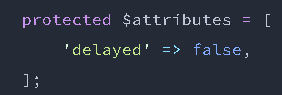 protected $attributes = [
    'delayed' => false,
];